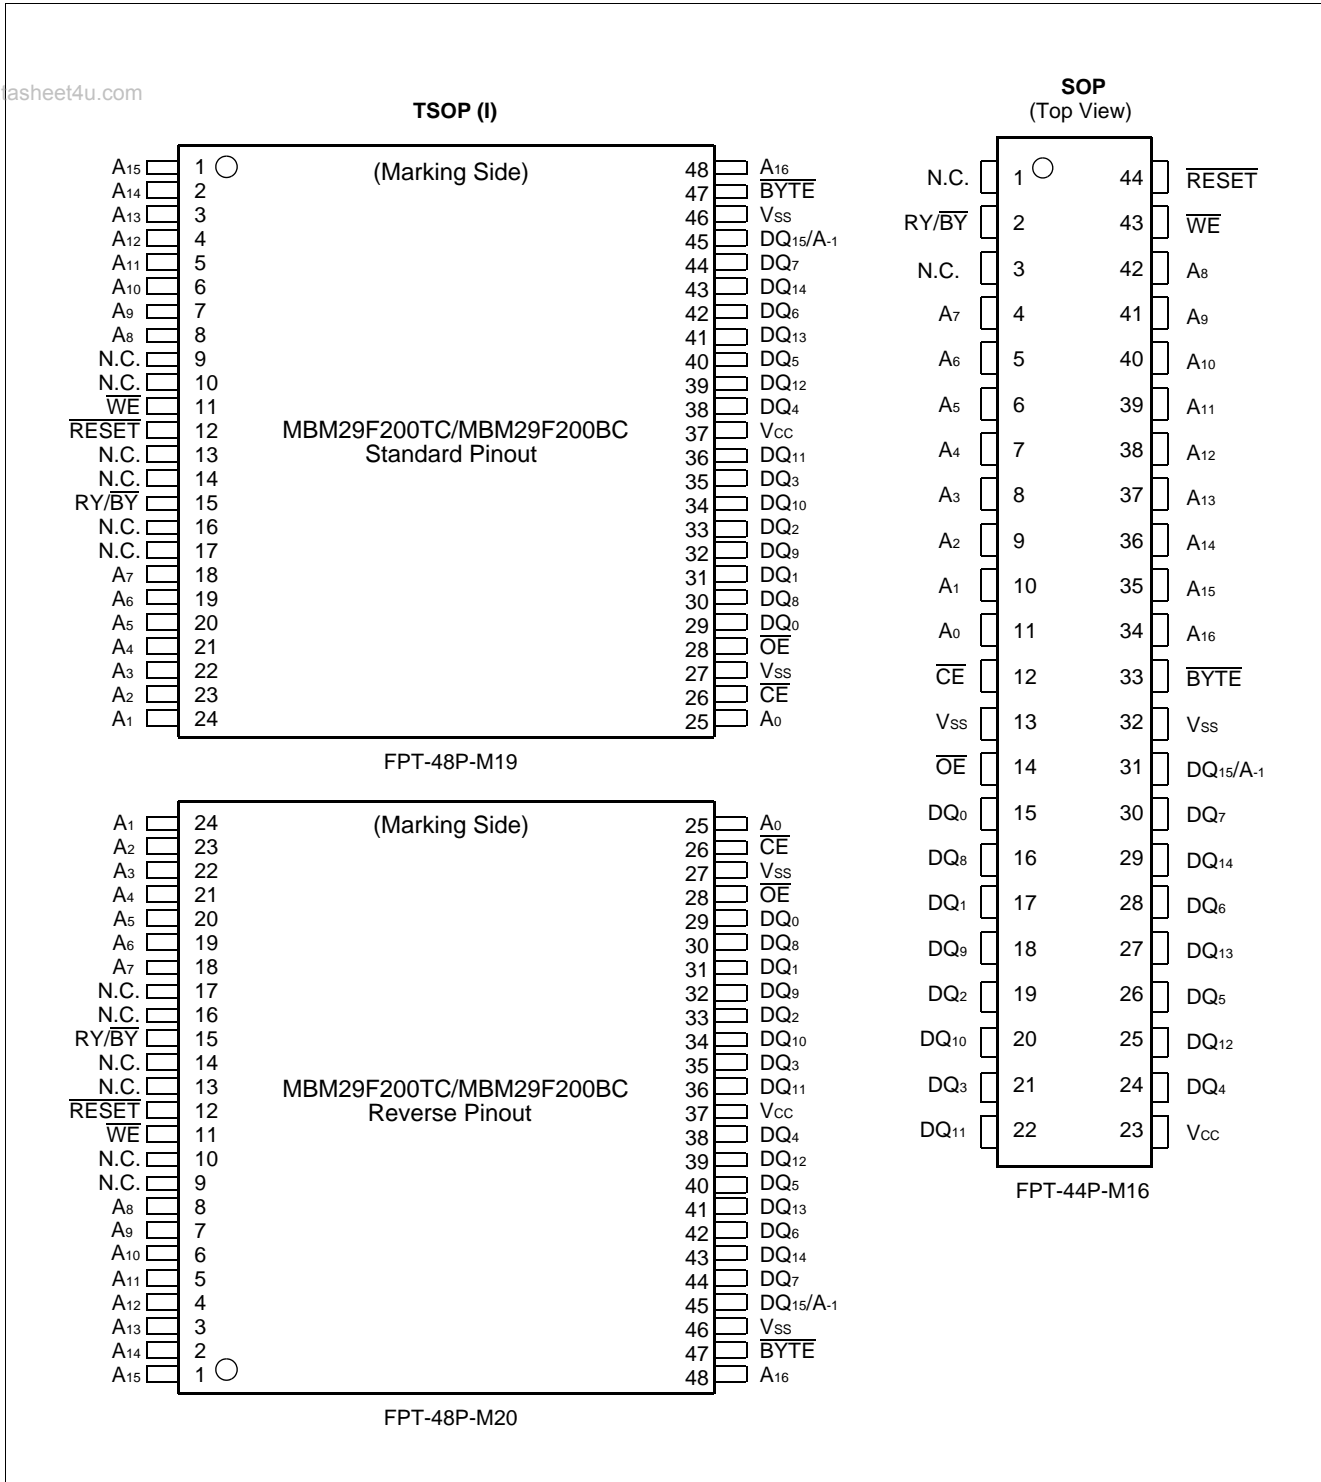 tasheet4u.com
TSOP (I)
A15 1 (Marking Side) 48 A16
A14 2 47 BYTE
A13 3 46 VSS
A12 4 45 DQ15/A-1
A11 5 44 DQ7
A10 6 43 DQ14
A9 7 42 DQ6
A8 8 41 DQ13
N.C. 9 40 DQ5
N.C. 10 39 DQ12
WE 11 38 DQ4
RESET 12 MBM29F200TC/MBM29F200BC 37 VCC
N.C. 13 Standard Pinout 36 DQ11
N.C. 14 35 DQ3
RY/BY 15 34 DQ10
N.C. 16 33 DQ2
N.C. 17 32 DQ9
A7 18 31 DQ1
A6 19 30 DQ8
A5 20 29 DQ0
A4 21 28 OE
A3 22 27 VSS
A2 23 26 CE
A1 24 25 A0
FPT-48P-M19
A1 24 (Marking Side) 25 A0
A2 23 26 CE
A3 22 27 VSS
A4 21 28 OE
A5 20 29 DQ0
A6 19 30 DQ8
A7 18 31 DQ1
N.C. 17 32 DQ9
N.C. 16 33 DQ2
RY/BY 15 34 DQ10
N.C. 14 35 DQ3
N.C. 13 MBM29F200TC/MBM29F200BC 36 DQ11
RESET 12 Reverse Pinout 37 VCC
WE 11 38 DQ4
N.C. 10 39 DQ12
N.C. 9 40 DQ5
A8 8 41 DQ13
A9 7 42 DQ6
A10 6 43 DQ14
A11 5 44 DQ7
A12 4 45 DQ15/A-1
A13 3 46 VSS
A14 2 47 BYTE
A15 1 48 A16
FPT-48P-M20
SOP
(Top View)
N.C. 1 44 RESET
RY/BY 2 43 WE
N.C. 3 42 A8
A7 4 41 A9
A6 5 40 A10
A5 6 39 A11
A4 7 38 A12
A3 8 37 A13
A2 9 36 A14
A1 10 35 A15
A0 11 34 A16
CE 12 33 BYTE
VSS 13 32 VSS
OE 14 31 DQ15/A-1
DQ0 15 30 DQ7
DQ8 16 29 DQ14
DQ1 17 28 DQ6
DQ9 18 27 DQ13
DQ2 19 26 DQ5
DQ10 20 25 DQ12
DQ3 21 24 DQ4
DQ11 22 23 VCC
FPT-44P-M16